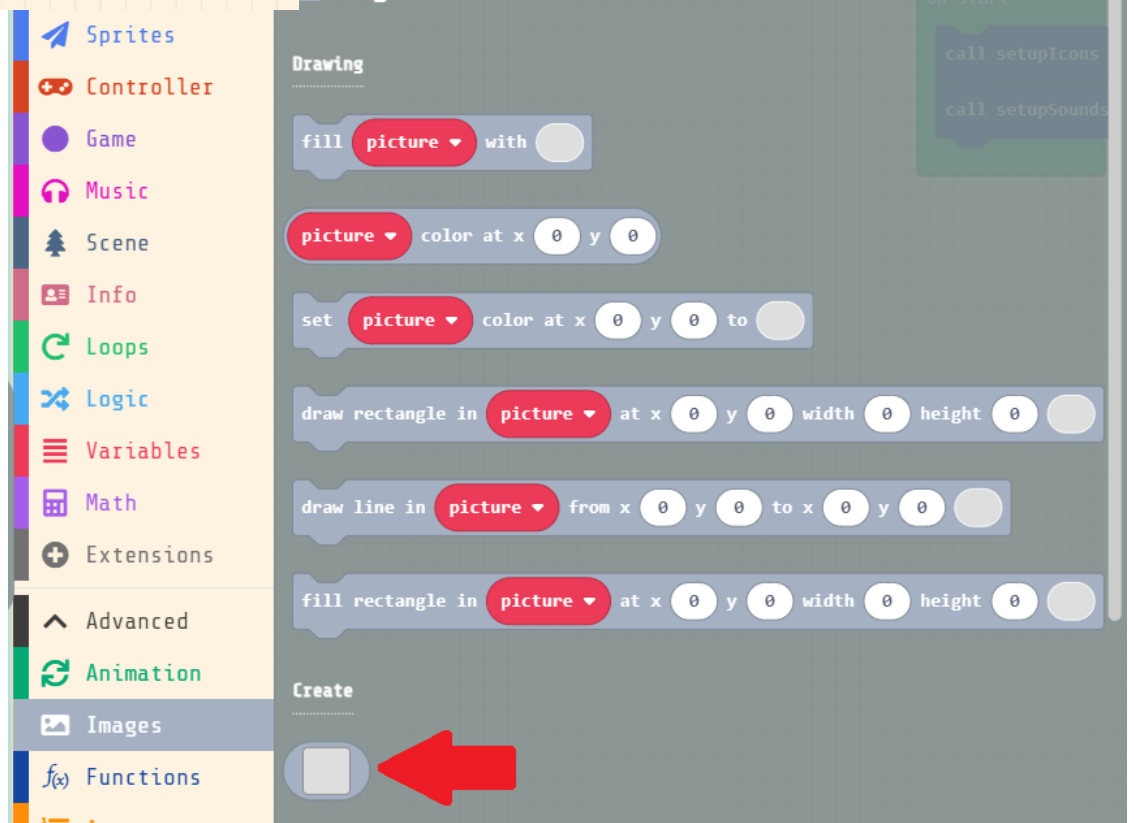 Sprites
Controller
Game
Music
Scene
Info
Loops
Logic
Variables
Math
Extensions
Advanced
Animation
Images
f(x) Functions
Drawing
fill picture with
picture color at x 0 y 0
set picture color at x 0 y 0 to
draw rectangle in picture at x 0 y 0 width 0 height 0
draw line in picture from x 0 y 0 to x 0 y 0
fill rectangle in picture at x 0 y 0 width 0 height 0
Create
call setupIcons
call setupSounds